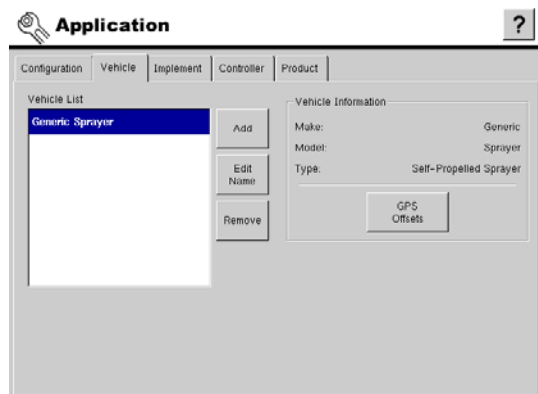 Application
?
Configuration Vehicle Implement Controller Product
Vehicle List
Generic Sprayer
Add
Edit
Name
Remove
Vehicle Information
Make: Generic
Model: Sprayer
Type: Self-Propelled Sprayer
GPS
Offsets